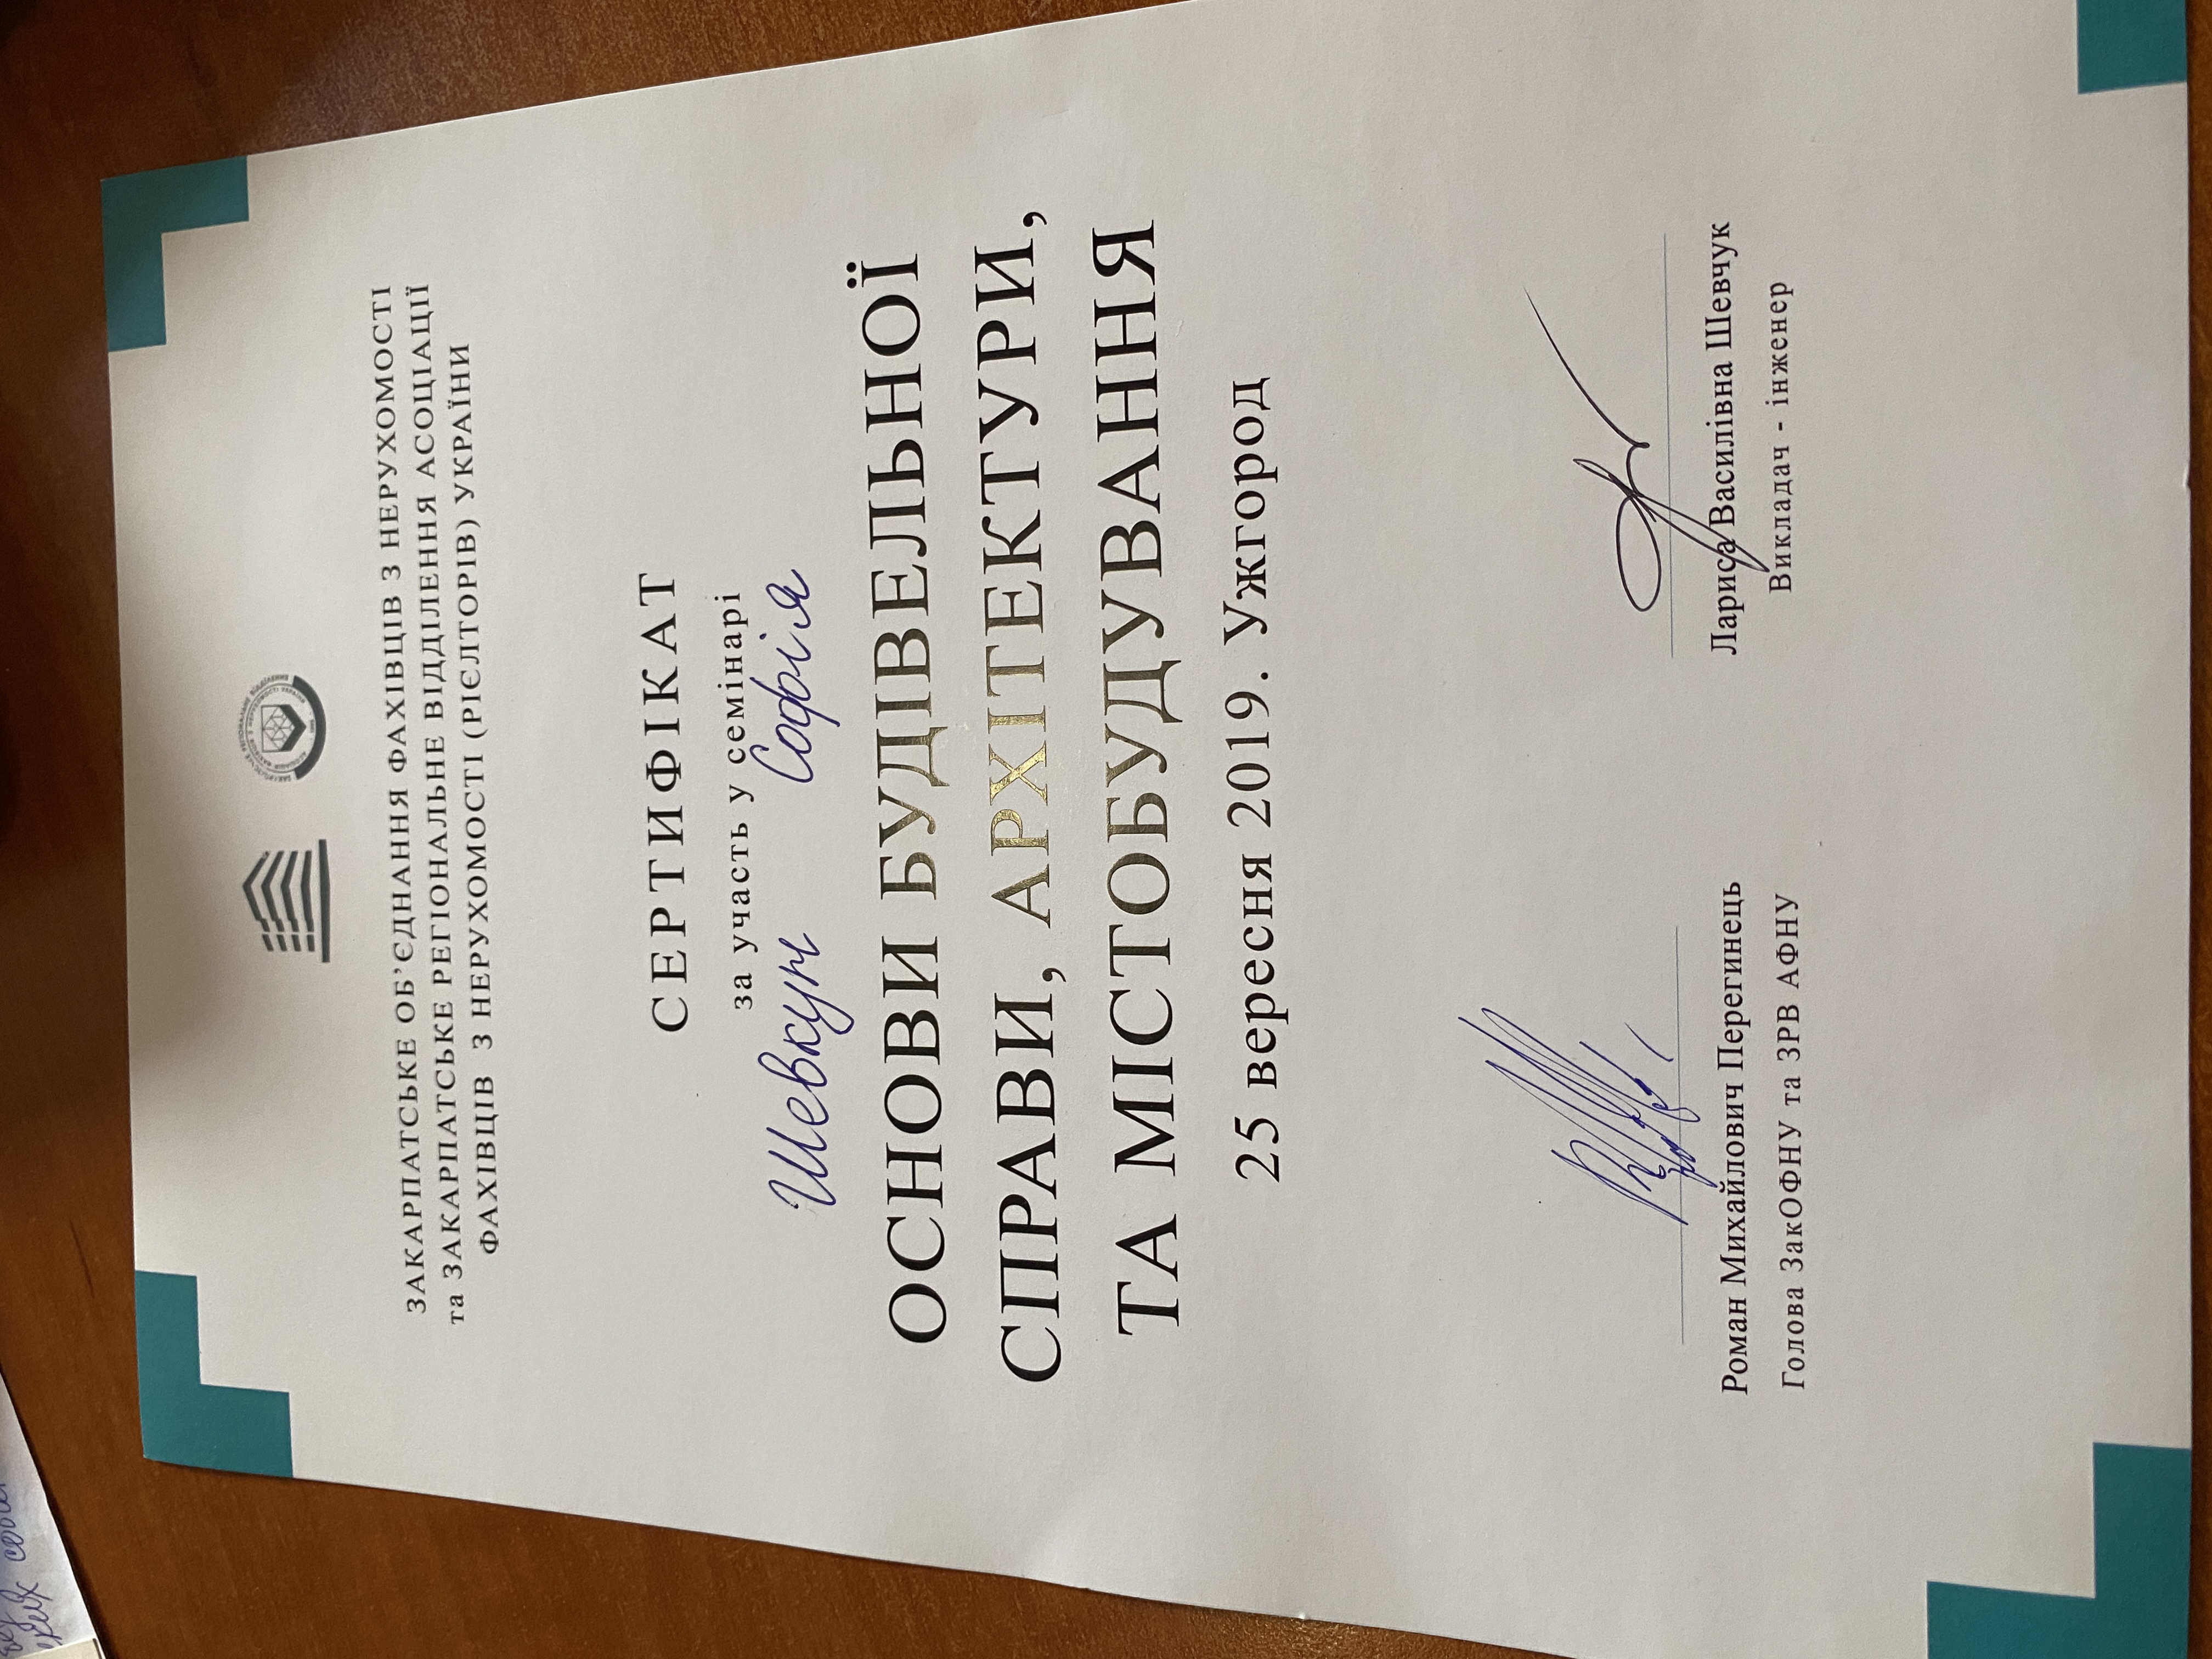 ЗАКАРПАТСЬКЕ ОБ’ЄДНАННЯ ФАХІВЦІВ З НЕРУХОМОСТІ
та ЗАКАРПАТСЬКЕ РЕГІОНАЛЬНЕ ВІДДІЛЕННЯ АСОЦІАЦІЇ
ФАХІВЦІВ З НЕРУХОМОСТІ (РІЄЛТОРІВ) УКРАЇНИ
СЕРТИФІКАТ
за участь у семінарі
Шевкун Софія
ОСНОВИ БУДІВЕЛЬНОЇ
СПРАВИ, АРХІТЕКТУРИ,
ТА МІСТОБУДУВАННЯ
25 вересня 2019. Ужгород
Роман Михайлович Перегинець
Голова ЗакОФНУ та ЗРВ АФНУ
Лариса Василівна Шевчук
Викладач - інженер